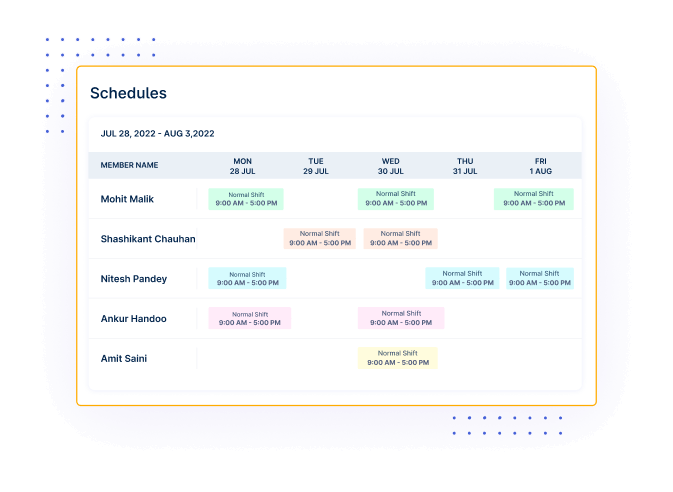 Schedules
JUL 28, 2022 - AUG 3,2022
MEMBER NAME
MON TUE WED THU FRI
28 JUL 29 JUL 30 JUL 31 JUL 1 AUG
Mohit Malik
Normal Shift Normal Shift Normal Shift
9:00 AM - 5:00 PM 9:00 AM - 5:00 PM 9:00 AM - 5:00 PM
Shashikant Chauhan
Normal Shift Normal Shift
9:00 AM - 5:00 PM 9:00 AM - 5:00 PM
Nitesh Pandey
Normal Shift Normal Shift Normal Shift
9:00 AM - 5:00 PM 9:00 AM - 5:00 PM 9:00 AM - 5:00 PM
Ankur Handoo
Normal Shift Normal Shift
9:00 AM - 5:00 PM 9:00 AM - 5:00 PM
Amit Saini
Normal Shift
9:00 AM - 5:00 PM